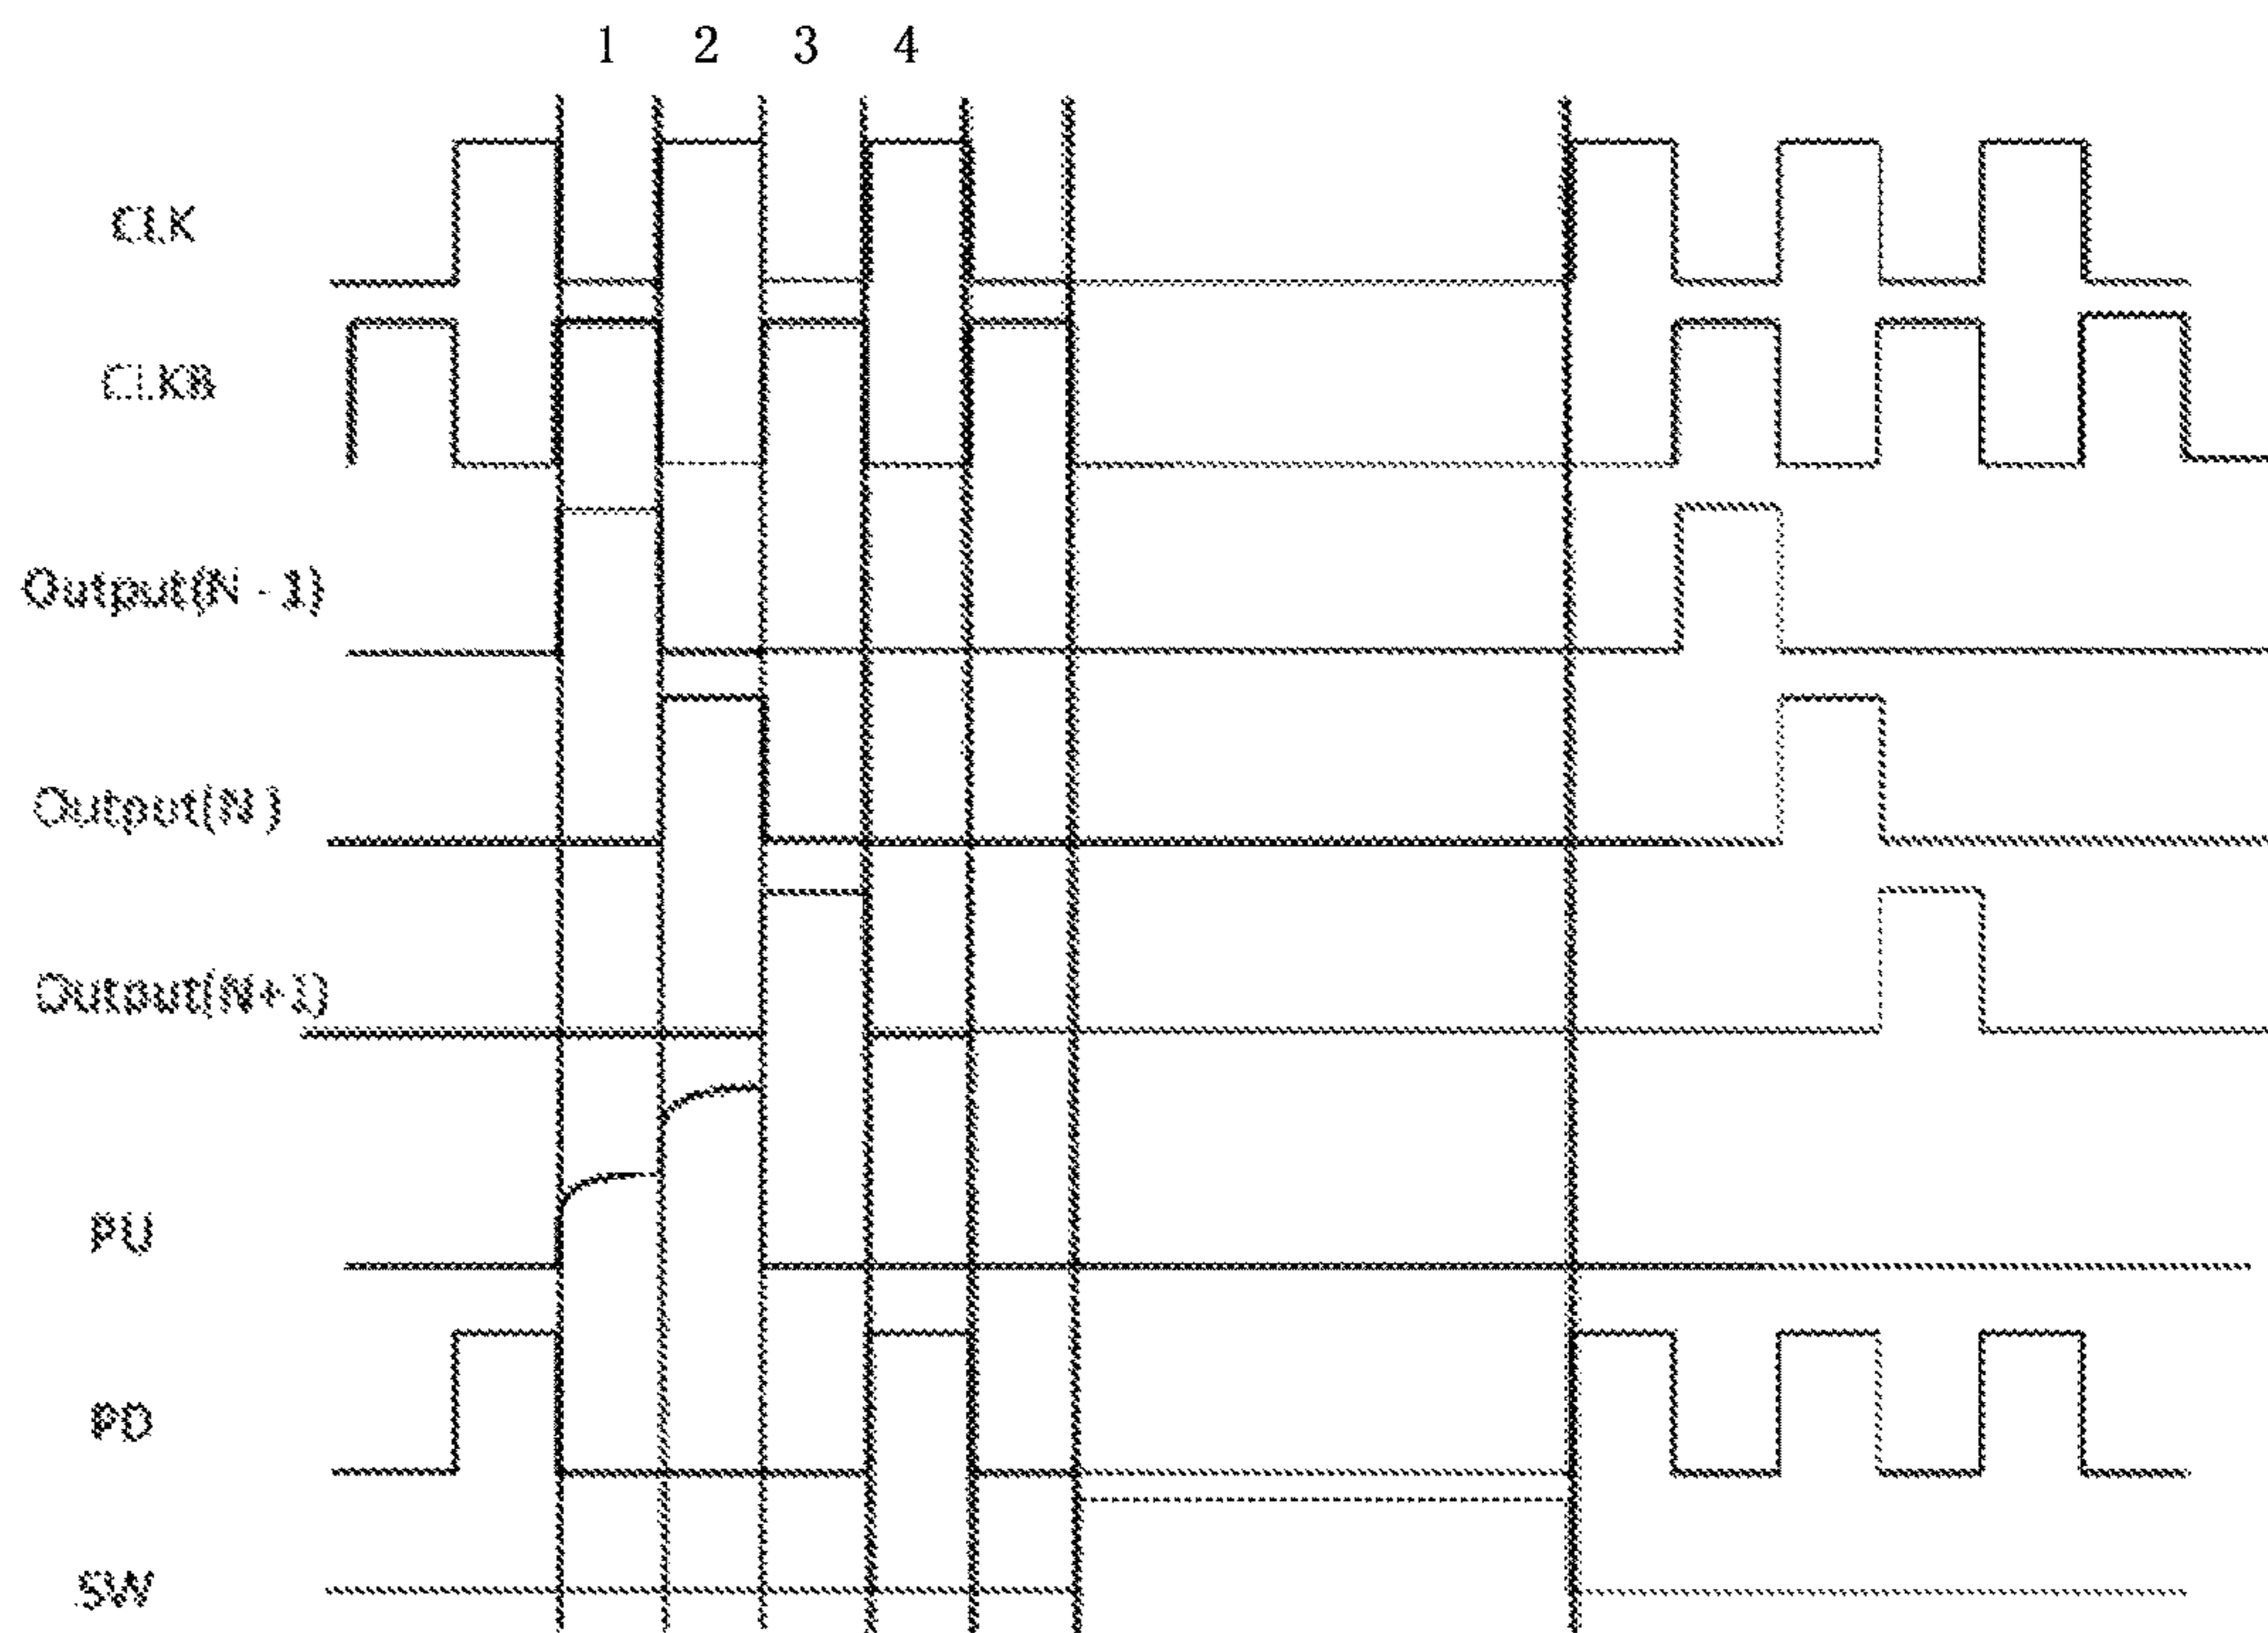 1 2 3 4
CLK
CLKB
Output(N - 1)
Output(N )
Output(N+1)
PU
PD
SW